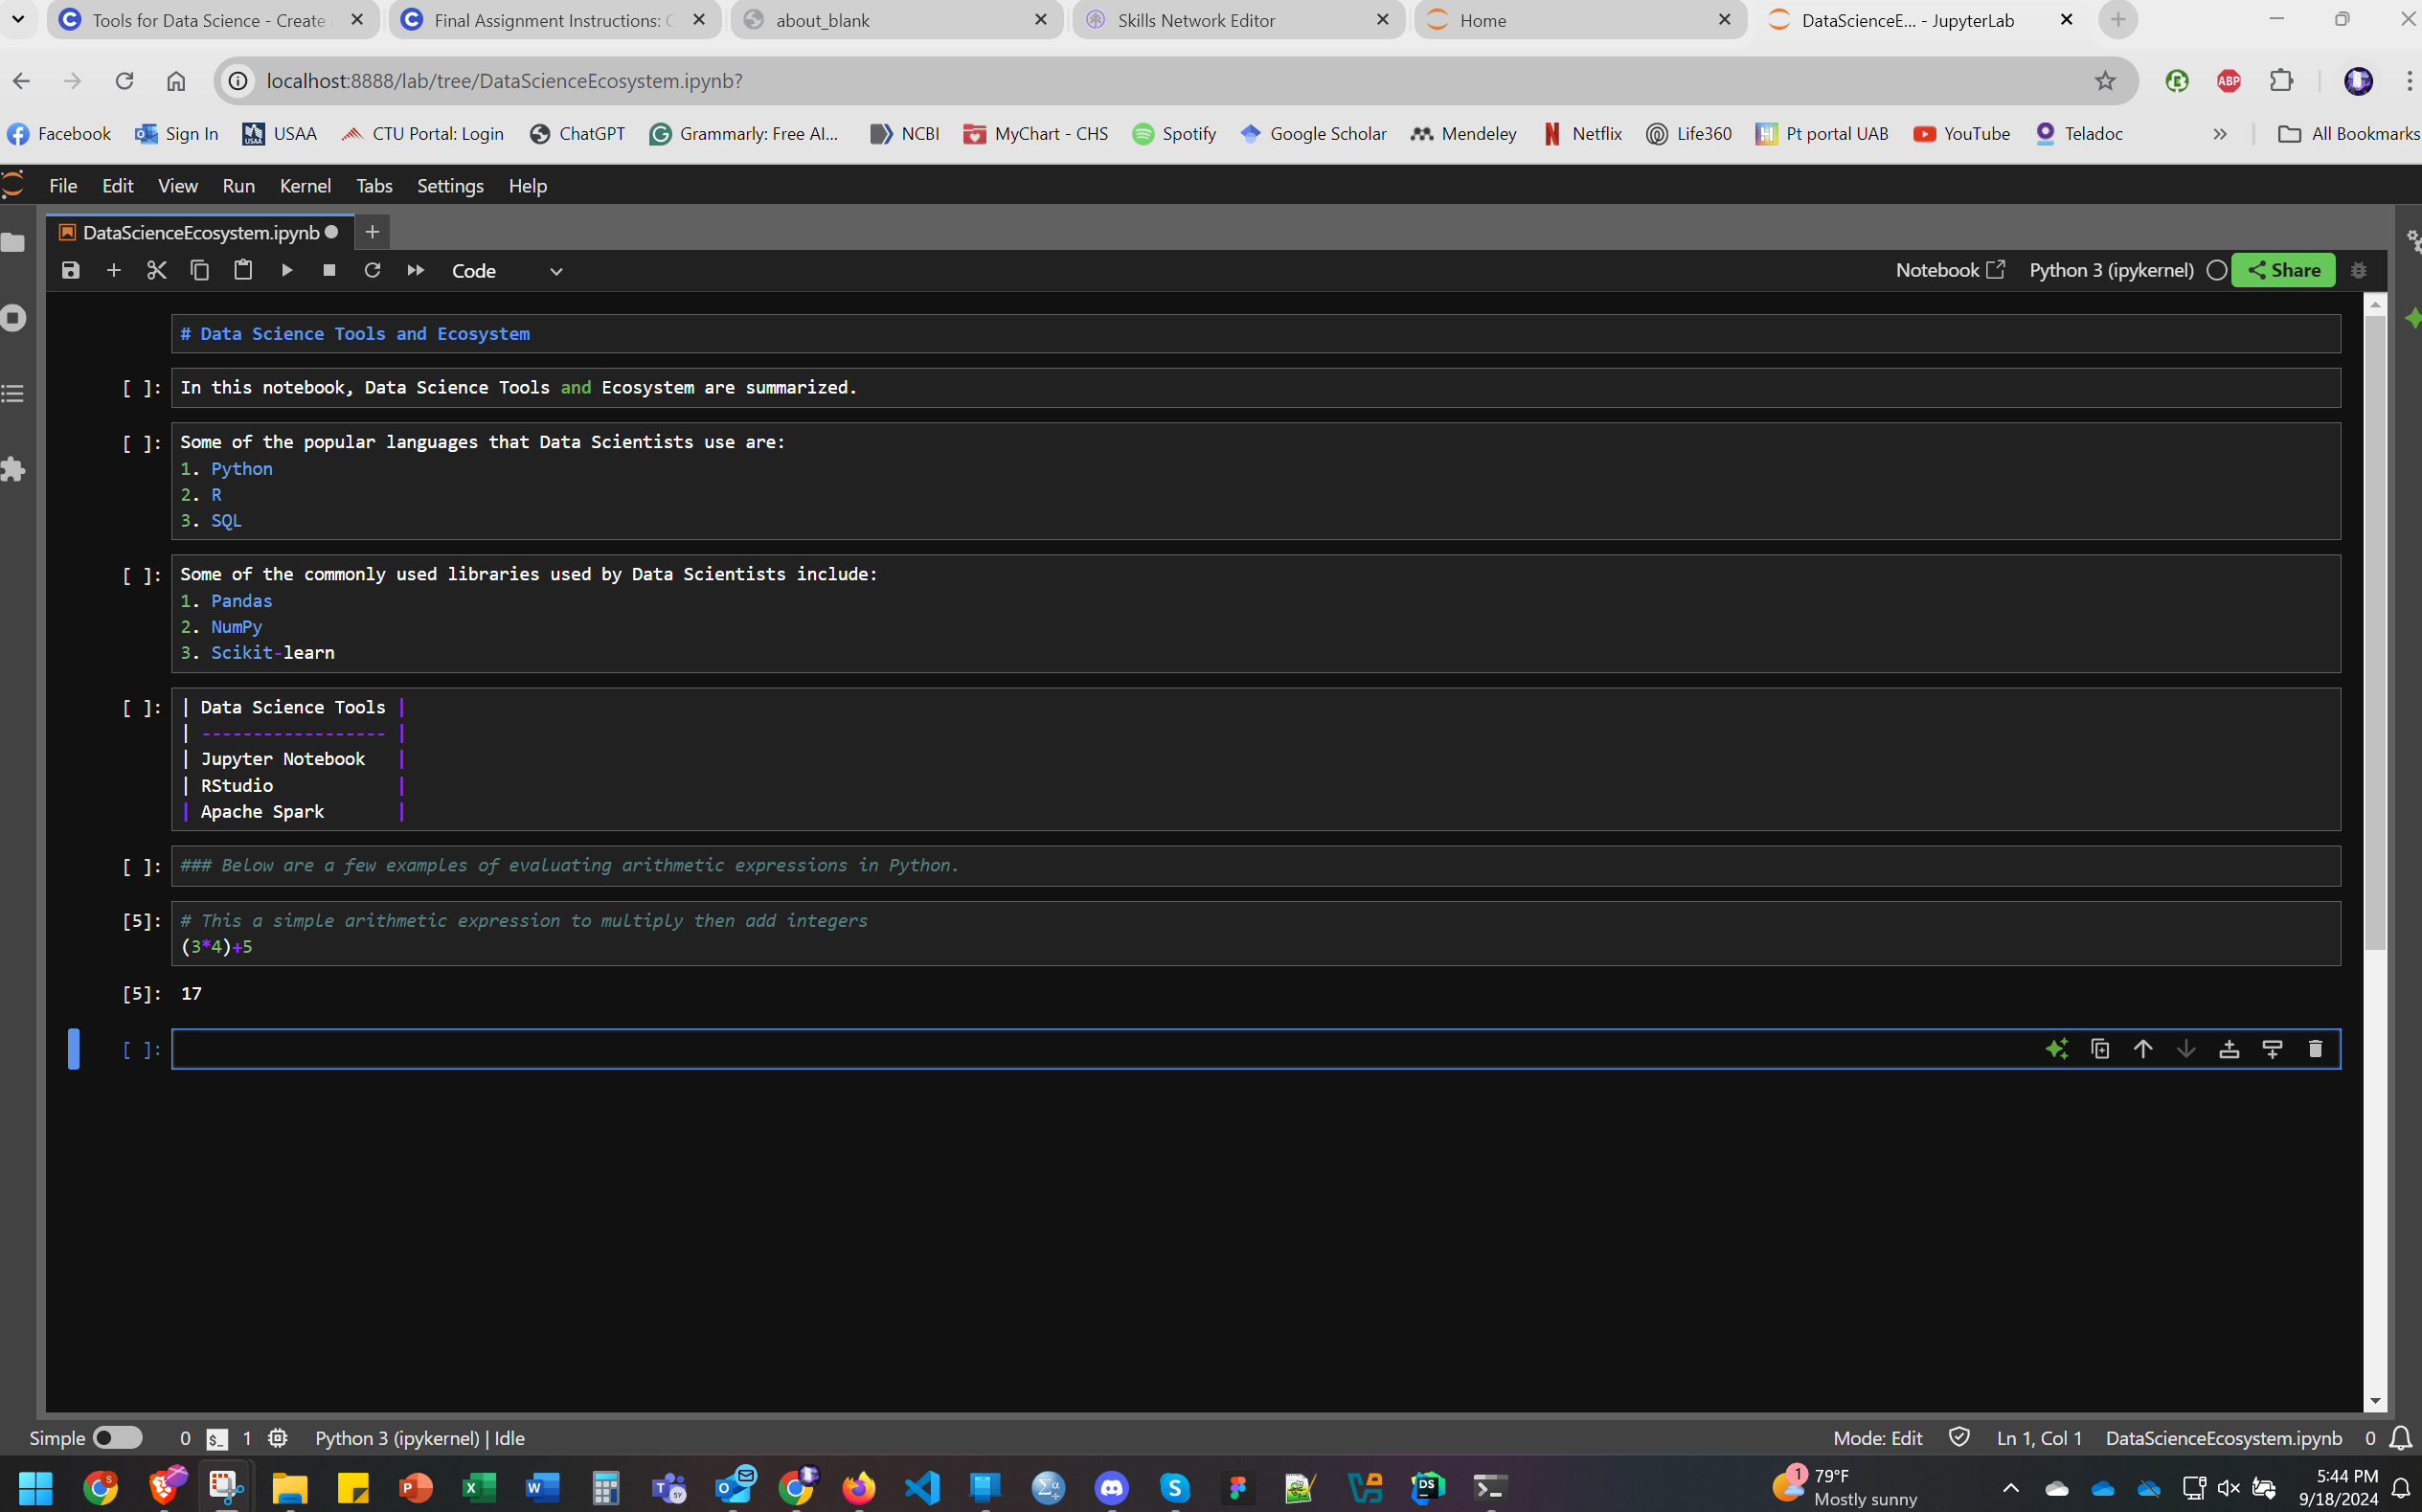 Tools for Data Science - Create
Final Assignment Instructions: C
about_blank
Skills Network Editor
Home
DataScienceE... - JupyterLab
localhost:8888/lab/tree/DataScienceEcosystem.ipynb?
ABP
Facebook
Sign In
USAA
CTU Portal: Login
ChatGPT
Grammarly: Free AI...
NCBI
MyChart - CHS
Spotify
Google Scholar
Mendeley
Netflix
Life360
Pt portal UAB
YouTube
Teladoc
All Bookmarks
File Edit View Run Kernel Tabs Settings Help
DataScienceEcosystem.ipynb
Code
Notebook
Python 3 (ipykernel)
Share
# Data Science Tools and Ecosystem
[ ]: In this notebook, Data Science Tools and Ecosystem are summarized.
[ ]: Some of the popular languages that Data Scientists use are:
1. Python
2. R
3. SQL
[ ]: Some of the commonly used libraries used by Data Scientists include:
1. Pandas
2. NumPy
3. Scikit-learn
[ ]: | Data Science Tools |
| ------------------ |
| Jupyter Notebook |
| RStudio |
| Apache Spark |
[ ]: ### Below are a few examples of evaluating arithmetic expressions in Python.
[5]: # This a simple arithmetic expression to multiply then add integers
(3*4)+5
[5]: 17
[ ]:
Simple
0
1
Python 3 (ipykernel) | Idle
Mode: Edit
Ln 1, Col 1
DataScienceEcosystem.ipynb
0
1
79°F
Mostly sunny
5:44 PM
9/18/2024